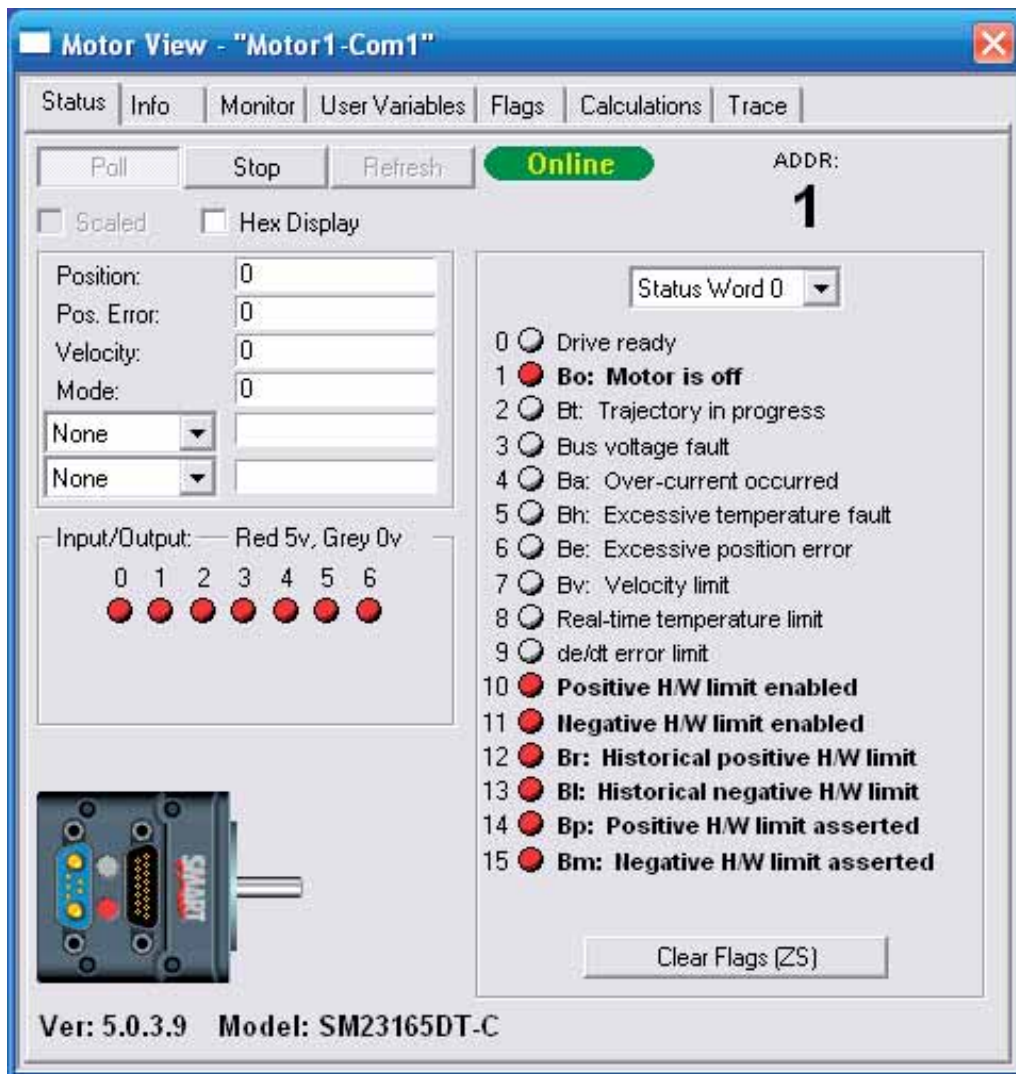 Motor View - "Motor1-Com1"
Status Info Monitor User Variables Flags Calculations Trace
Poll Stop Refresh Online ADDR:
1
Scaled Hex Display
Position: 0
Pos. Error: 0
Velocity: 0
Mode: 0
None
None
Input/Output: Red 5v, Grey 0v
0 1 2 3 4 5 6
Status Word 0
0 Drive ready
1 Bo: Motor is off
2 Bt: Trajectory in progress
3 Bus voltage fault
4 Ba: Over-current occurred
5 Bh: Excessive temperature fault
6 Be: Excessive position error
7 Bv: Velocity limit
8 Real-time temperature limit
9 de/dt error limit
10 Positive H/W limit enabled
11 Negative H/W limit enabled
12 Br: Historical positive H/W limit
13 Bl: Historical negative H/W limit
14 Bp: Positive H/W limit asserted
15 Bm: Negative H/W limit asserted
Clear Flags (ZS)
SMART
Ver: 5.0.3.9 Model: SM23165DT-C